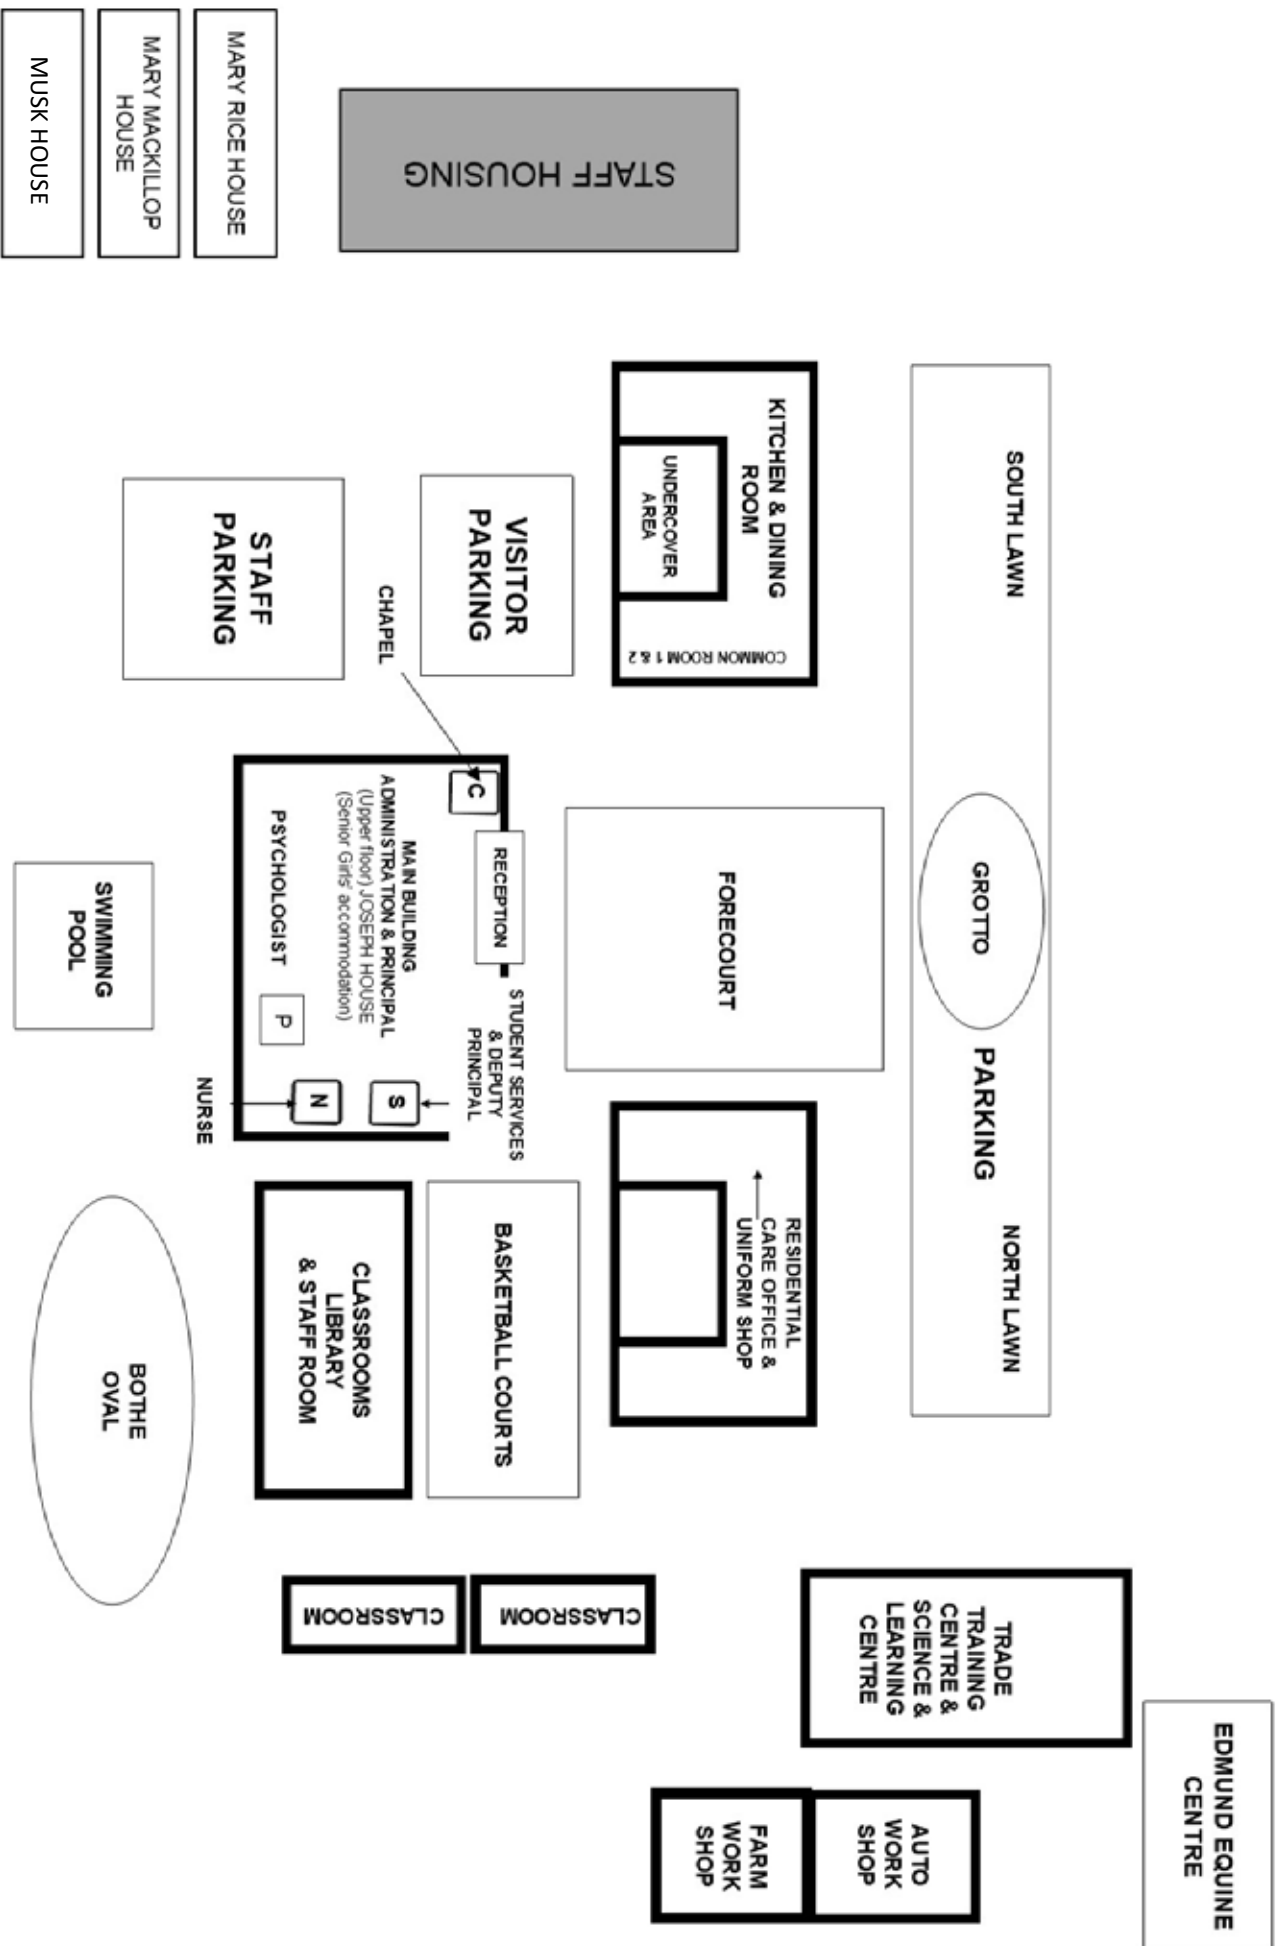 EDMUND EQUINE
CENTRE
SOUTH LAWN
GROTTO
PARKING
NORTH LAWN
TRADE
TRAINING
CENTRE &
SCIENCE &
LEARNING
CENTRE
AUTO
WORK
SHOP
FARM
WORK
SHOP
STAFF HOUSING
KITCHEN & DINING
ROOM
UNDERCOVER
AREA
COMMON ROOM 1 & 2
FORECOURT
RESIDENTIAL
CARE OFFICE &
UNIFORM SHOP
VISITOR
PARKING
CHAPEL
C
RECEPTION
STUDENT SERVICES
& DEPUTY
PRINCIPAL
S
BASKETBALL COURTS
CLASSROOM
CLASSROOM
STAFF
PARKING
MAIN BUILDING
ADMINISTRATION & PRINCIPAL
(Upper floor) JOSEPH HOUSE
(Senior Girls' accommodation)
PSYCHOLOGIST
P
N
NURSE
CLASSROOMS
LIBRARY
& STAFF ROOM
MARY RICE HOUSE
MARY MACKILLOP
HOUSE
MUSK HOUSE
SWIMMING
POOL
BOTHE
OVAL